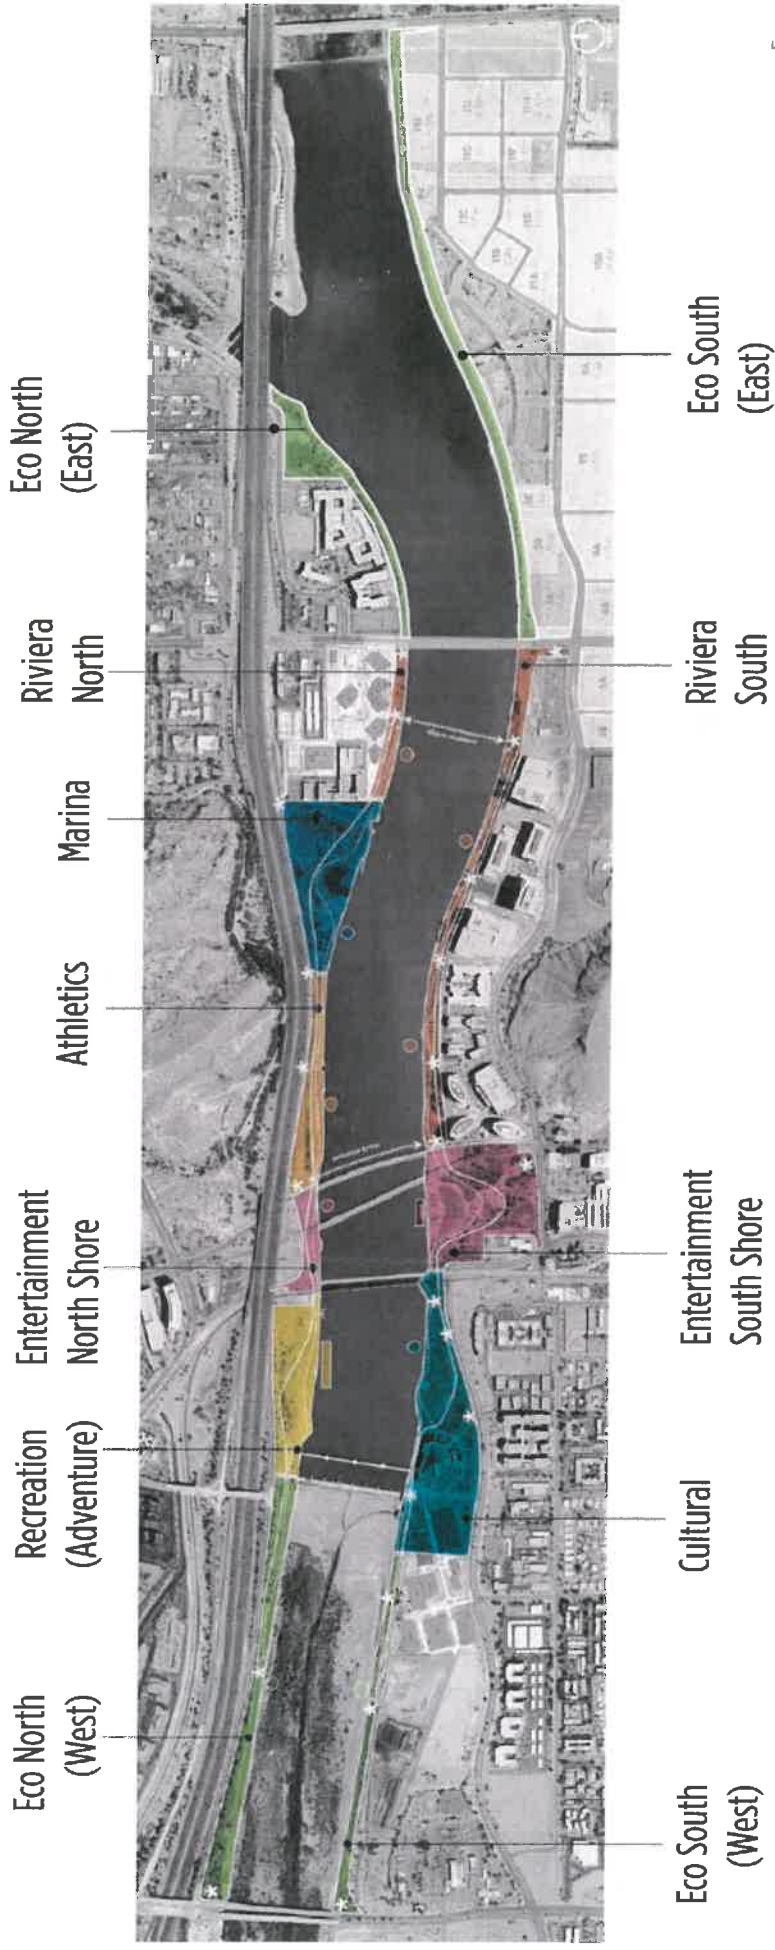 Eco North
(West)
Recreation
(Adventure)
Entertainment
North Shore
Athletics
Marina
Riviera
North
Eco North
(East)
Eco South
(West)
Cultural
Entertainment
South Shore
Riviera
South
Eco South
(East)